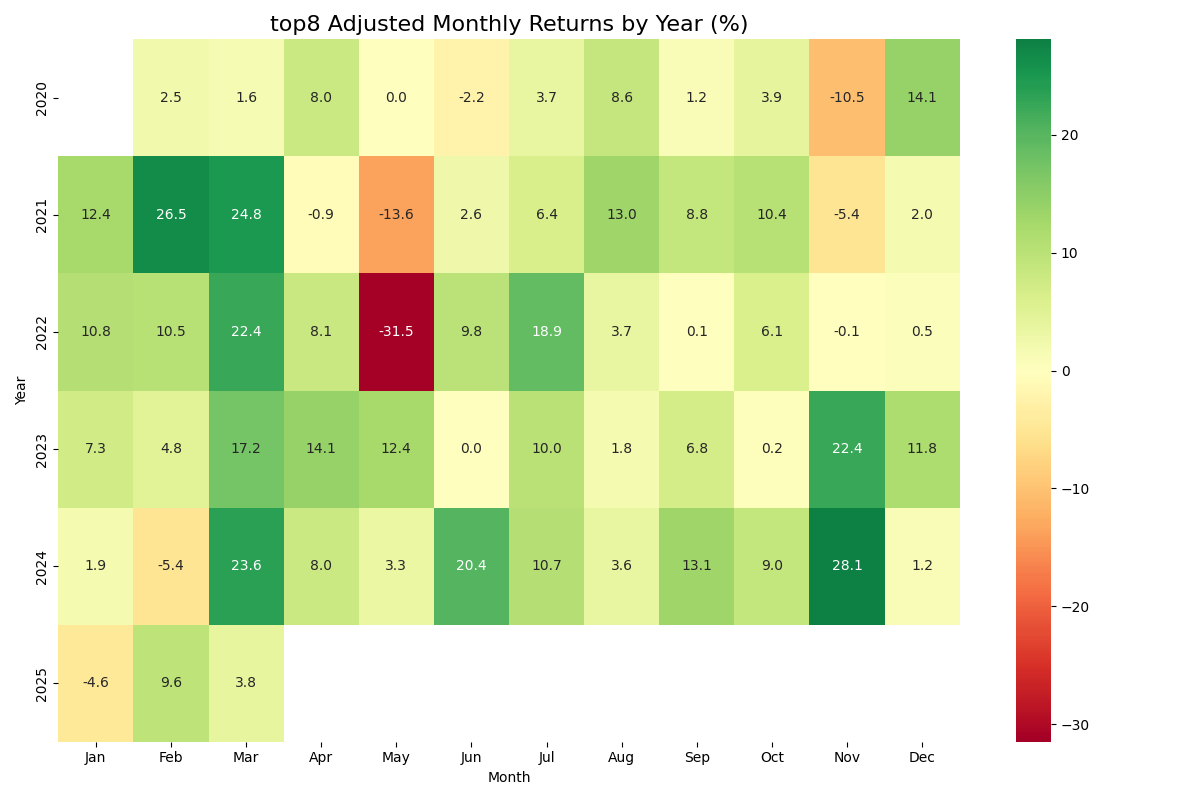 top8 Adjusted Monthly Returns by Year (%)
2020 2.5 1.6 8.0 0.0 -2.2 3.7 8.6 1.2 3.9 -10.5 14.1
2021 12.4 26.5 24.8 -0.9 -13.6 2.6 6.4 13.0 8.8 10.4 -5.4 2.0
2022 10.8 10.5 22.4 8.1 -31.5 9.8 18.9 3.7 0.1 6.1 -0.1 0.5
2023 7.3 4.8 17.2 14.1 12.4 0.0 10.0 1.8 6.8 0.2 22.4 11.8
2024 1.9 -5.4 23.6 8.0 3.3 20.4 10.7 3.6 13.1 9.0 28.1 1.2
2025 -4.6 9.6 3.8
Jan Feb Mar Apr May Jun Jul Aug Sep Oct Nov Dec
Month
Year
20
10
0
−10
−20
−30